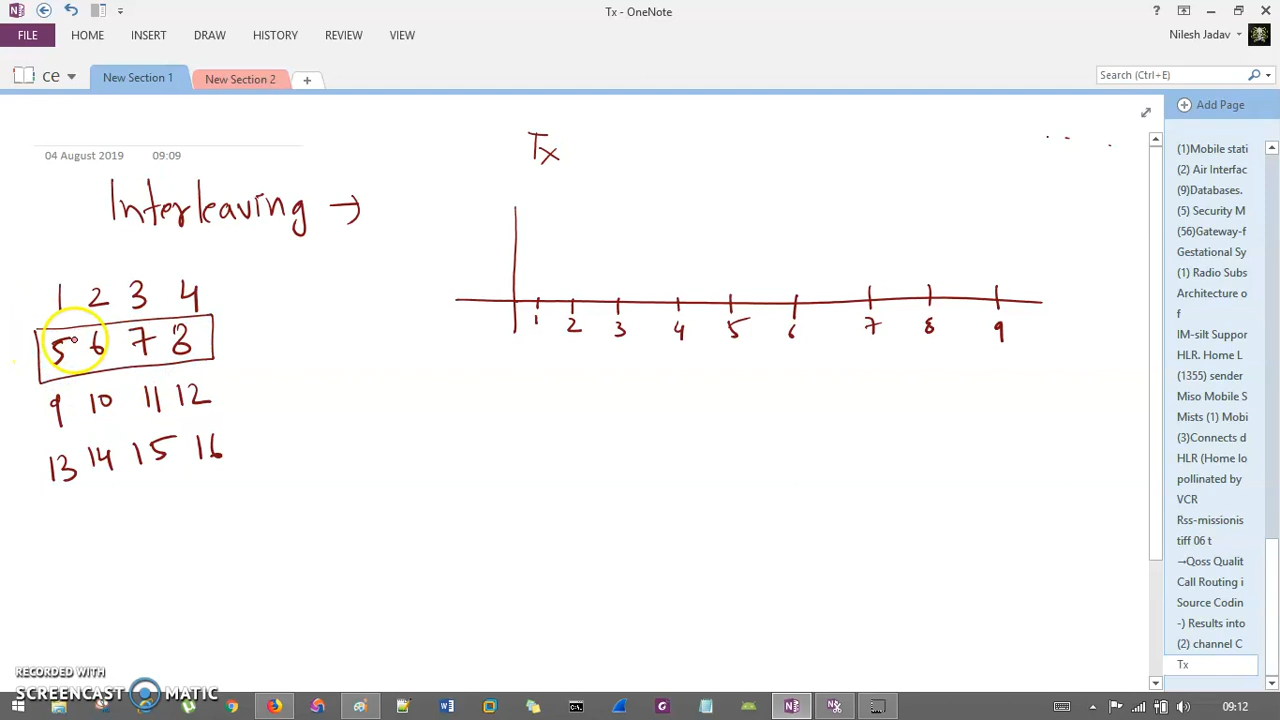 Tx - OneNote
?
Nilesh Jadav
FILE HOME INSERT DRAW HISTORY REVIEW VIEW
ce New Section 1 New Section 2 +
Search (Ctrl+E)
Add Page
04 August 2019 09:09
Tx
Interleaving →
1 2 3 4
5 6 7 8
9 10 11 12
13 14 15 16
1 2 3 4 5 6 7 8 9
(1)Mobile stati
(2) Air Interfac
(9)Databases.
(5) Security M
(56)Gateway-f
Gestational Sy
(1) Radio Subs
Architecture o
f
IM-silt Suppor
HLR. Home L
(1355) sender
Miso Mobile S
Mists (1) Mobi
(3)Connects d
HLR (Home lo
pollinated by
VCR
Rss-missionis
tiff 06 t
→Qoss Qualit
Call Routing i
Source Codin
-) Results into
(2) channel C
Tx
RECORDED WITH
SCREENCAST MATIC
09:12